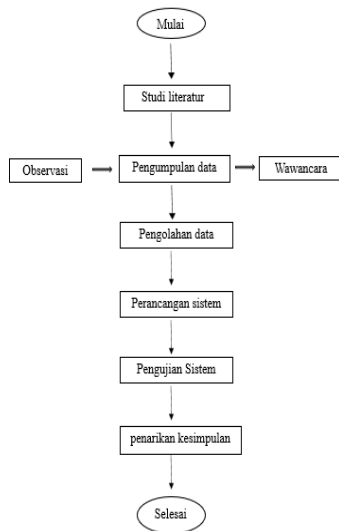 Mulai
Studi literatur
Observasi
Pengumpulan data
Wawancara
Pengolahan data
Perancangan sistem
Pengujian Sistem
penarikan kesimpulan
Selesai